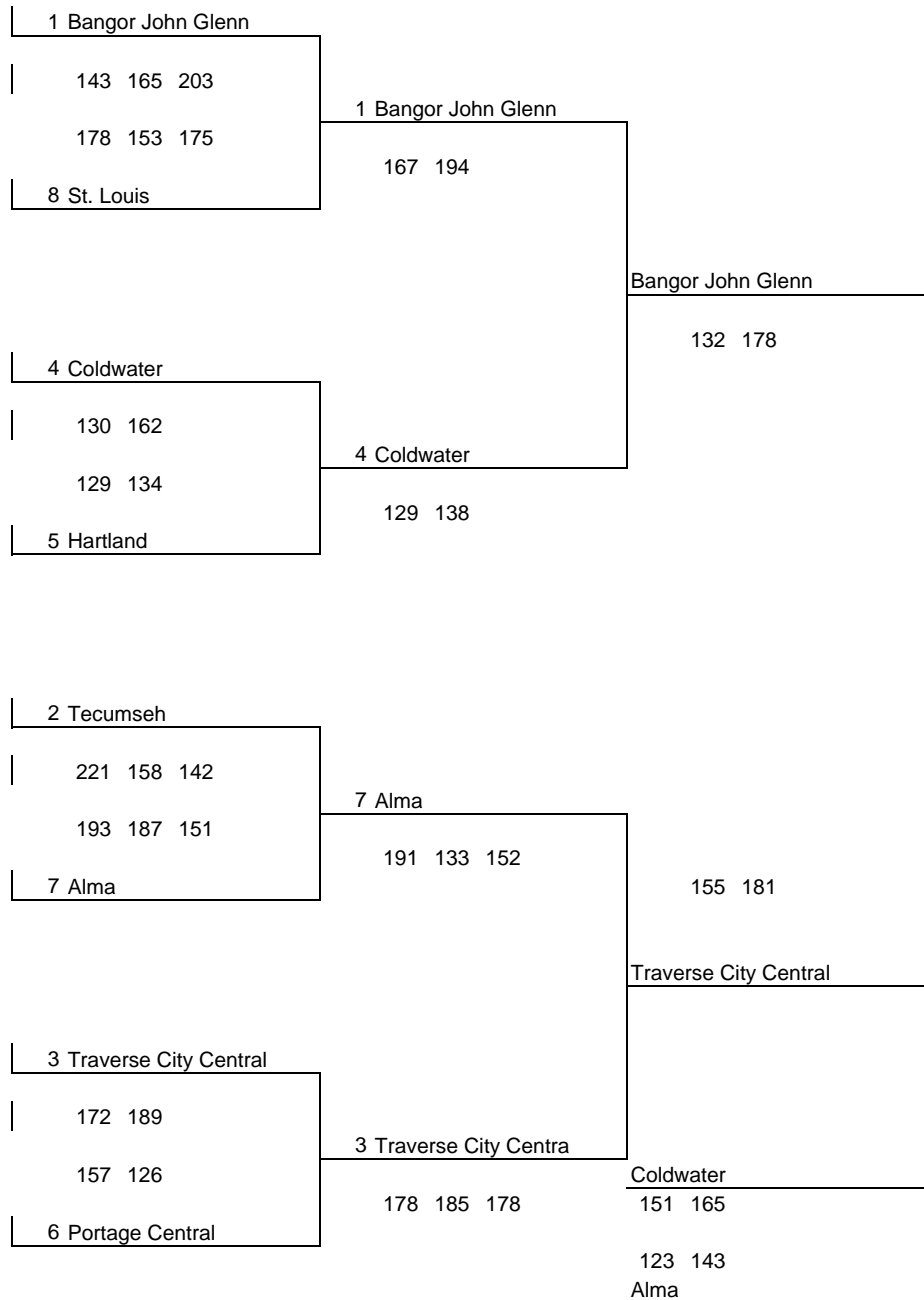 1 Bangor John Glenn
143 165 203
178 153 175
8 St. Louis
1 Bangor John Glenn
167 194
Bangor John Glenn
132 178
4 Coldwater
130 162
129 134
5 Hartland
4 Coldwater
129 138
2 Tecumseh
221 158 142
193 187 151
7 Alma
7 Alma
191 133 152
155 181
Traverse City Central
3 Traverse City Central
172 189
157 126
6 Portage Central
3 Traverse City Centra
178 185 178
Coldwater
151 165
123 143
Alma